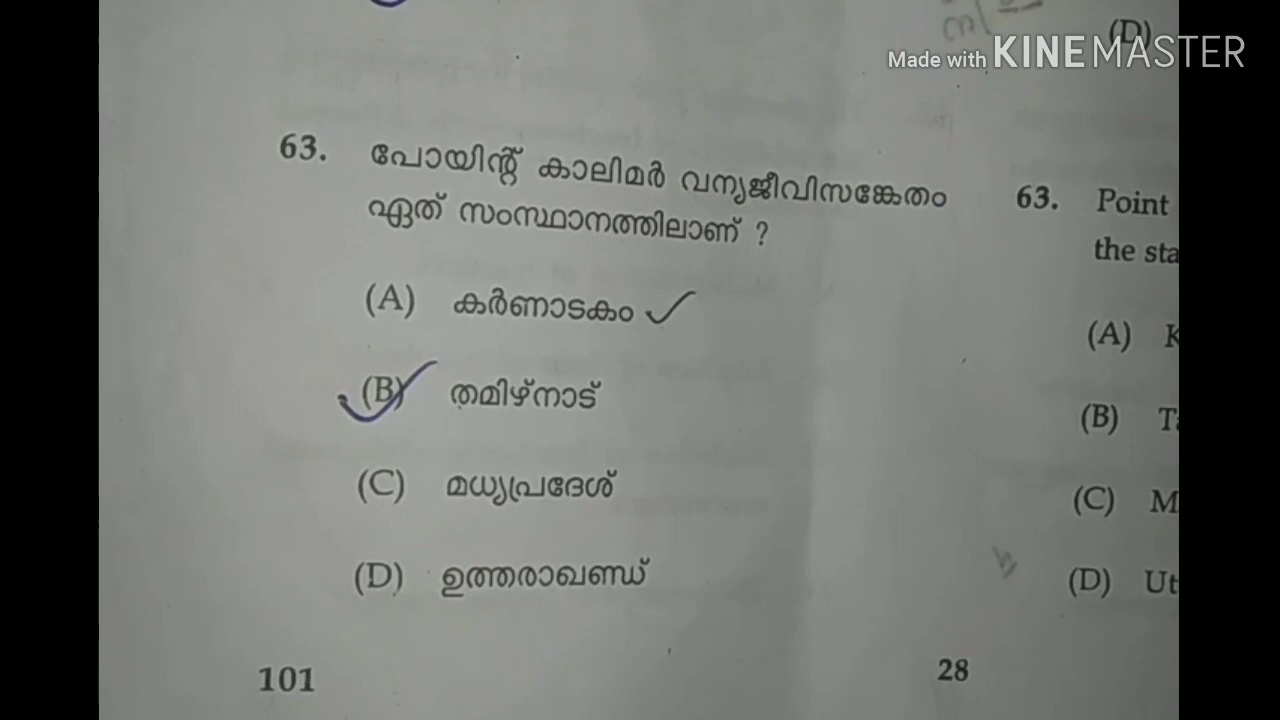 (D)
Made with KINEMASTER
63. പോയിന്റ് കാലിമർ വന്യജീവിസങ്കേതം
ഏത് സംസ്ഥാനത്തിലാണ് ?
(A) കർണാടകം
(B) തമിഴ്നാട്
(C) മധ്യപ്രദേശ്
(D) ഉത്തരാഖണ്ഡ്
101
63. Point
the sta
(A) K
(B) Ta
(C) M
(D) Ut
28